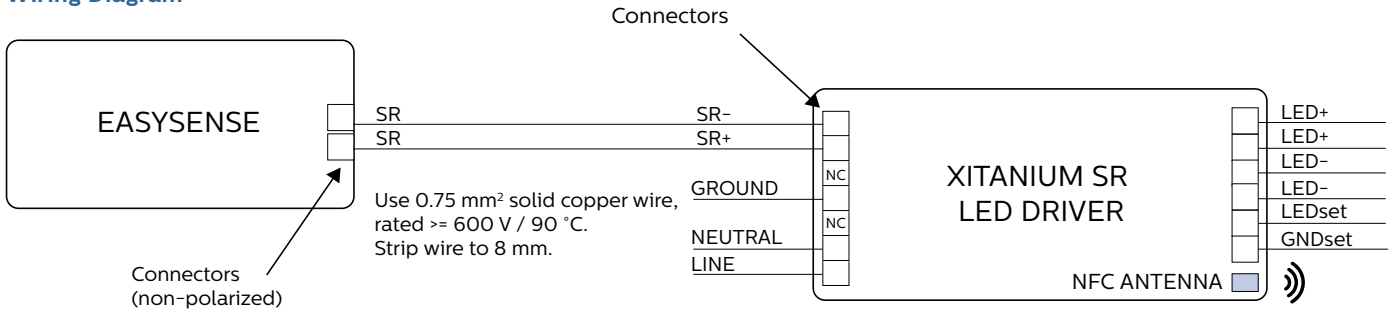 Wiring Diagram
Connectors
EASYSENSE
SR
SR
SR-
SR+
NC
GROUND
NC
NEUTRAL
LINE
Use 0.75 mm² solid copper wire,
rated >= 600 V / 90 °C.
Strip wire to 8 mm.
Connectors
(non-polarized)
XITANIUM SR
LED DRIVER
LED+
LED+
LED-
LED-
LEDset
GNDset
NFC ANTENNA